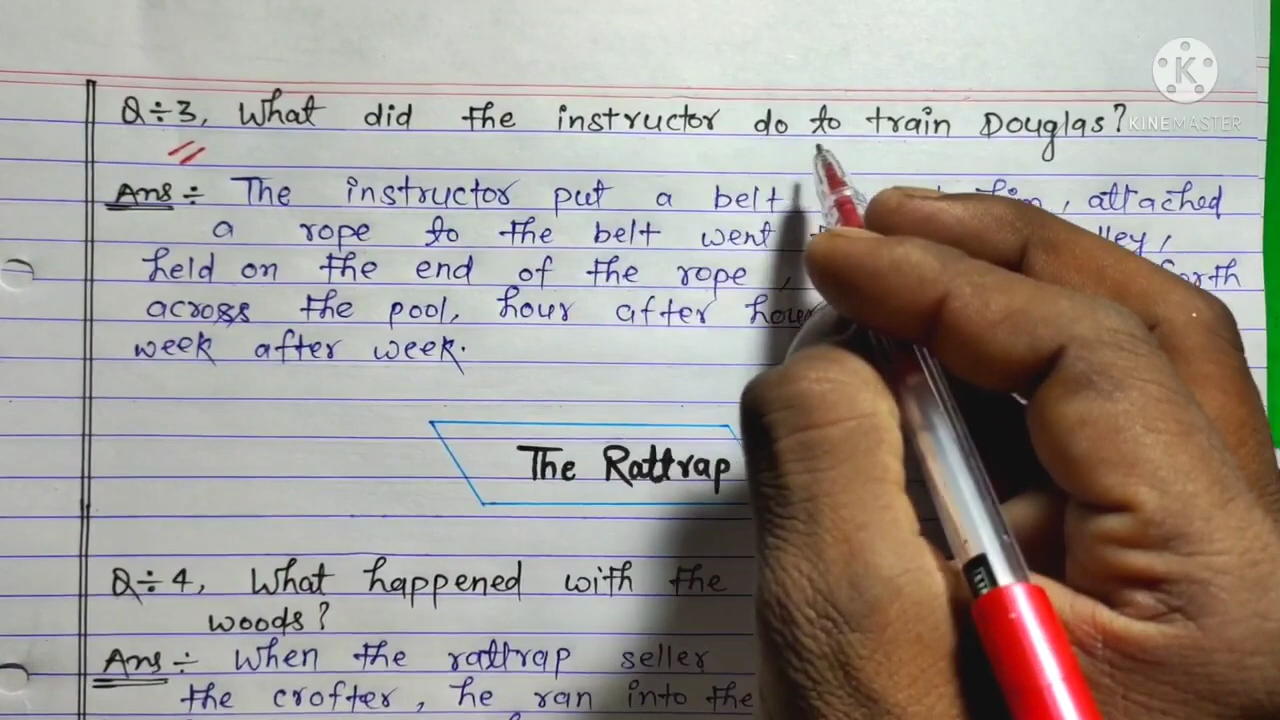 Q÷3, What did the instructor do to train Douglas?
KINEMASTER
Ans÷ The instructor put a belt him, attached
a rope to the belt went
held on the end of the rope,
across the pool, hour after hour
week after week.
The Rattrap
Q÷4, What happened with the
woods?
Ans÷ When the rattrap seller
the crofter, he ran into the